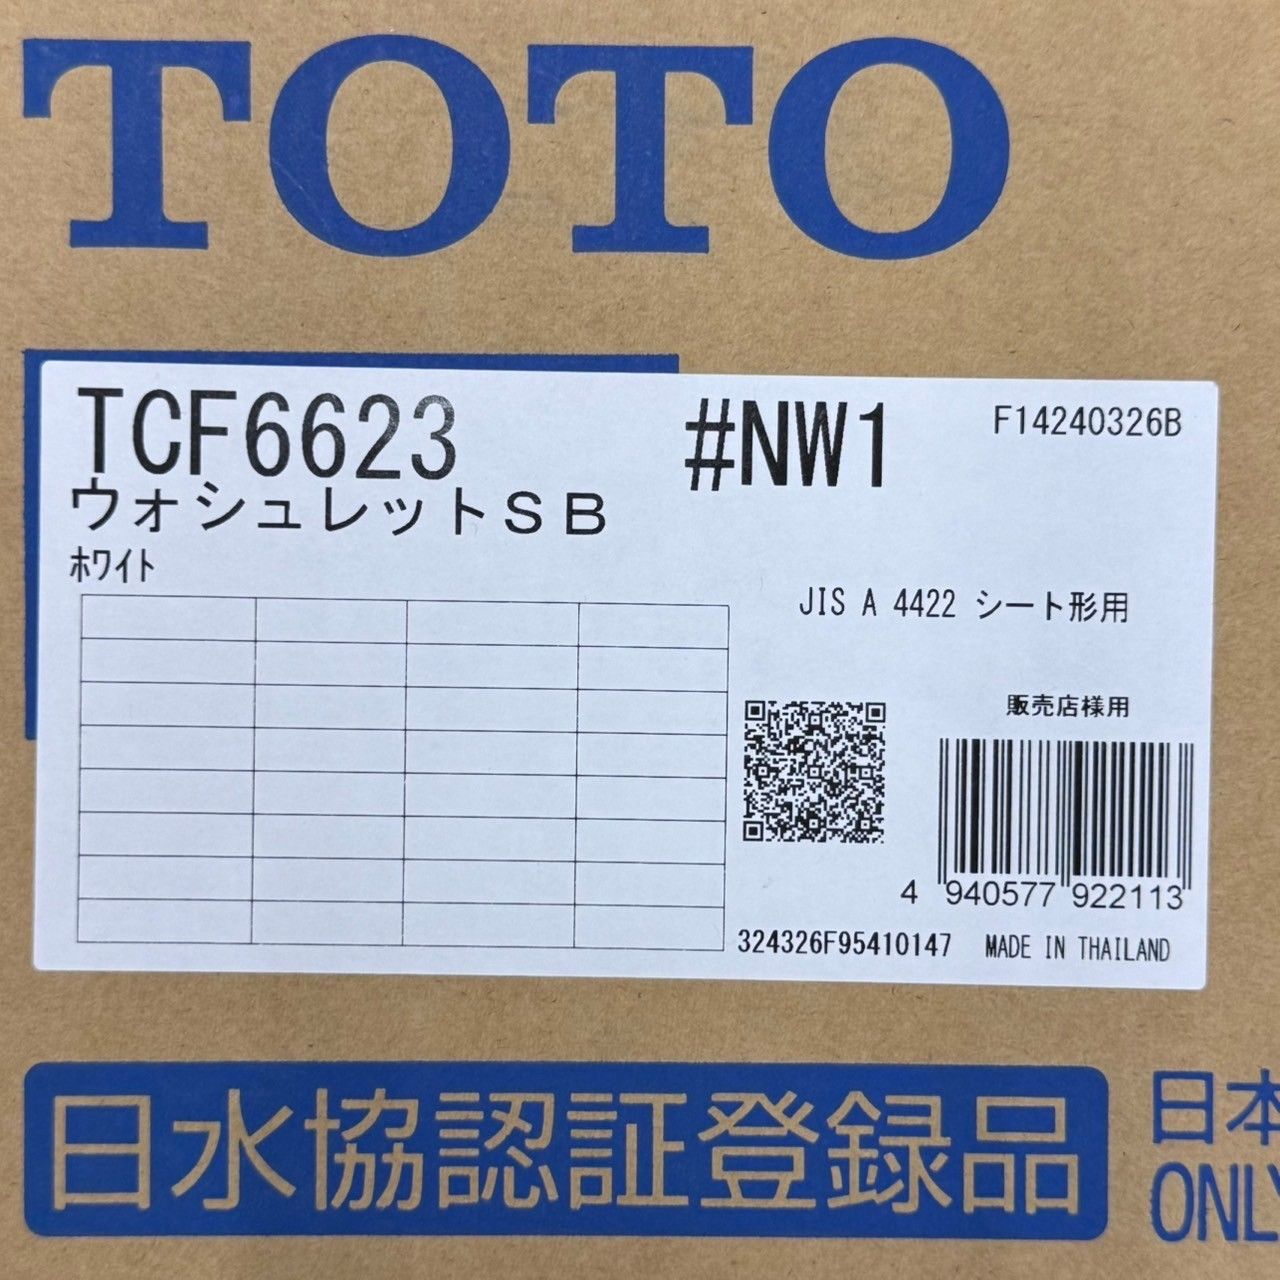 TOTO
TCF6623 #NW1 F14240326B
ウォシュレットSB
ホワイト
JIS A 4422 シート形用
販売店様用
4 940577 922113
324326F95410147 MADE IN THAILAND
日水協認証登録品
日本
ONLY